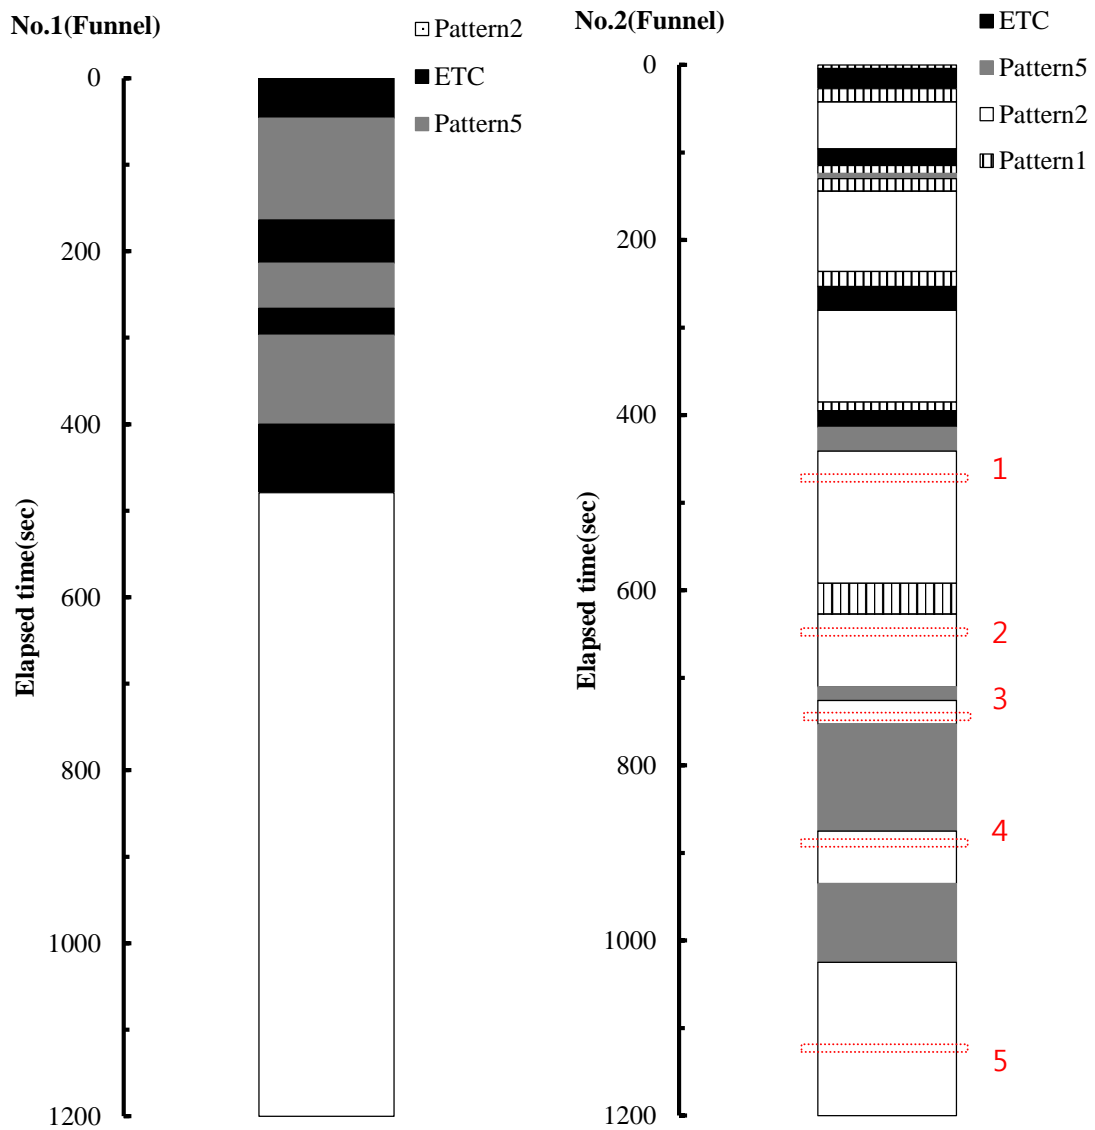 No.1(Funnel)
Pattern2
ETC
Pattern5
0
200
400
600
800
1000
1200
Elapsed time(sec)
No.2(Funnel)
ETC
Pattern5
Pattern2
Pattern1
0
200
400
600
800
1000
1200
Elapsed time(sec)
1
2
3
4
5